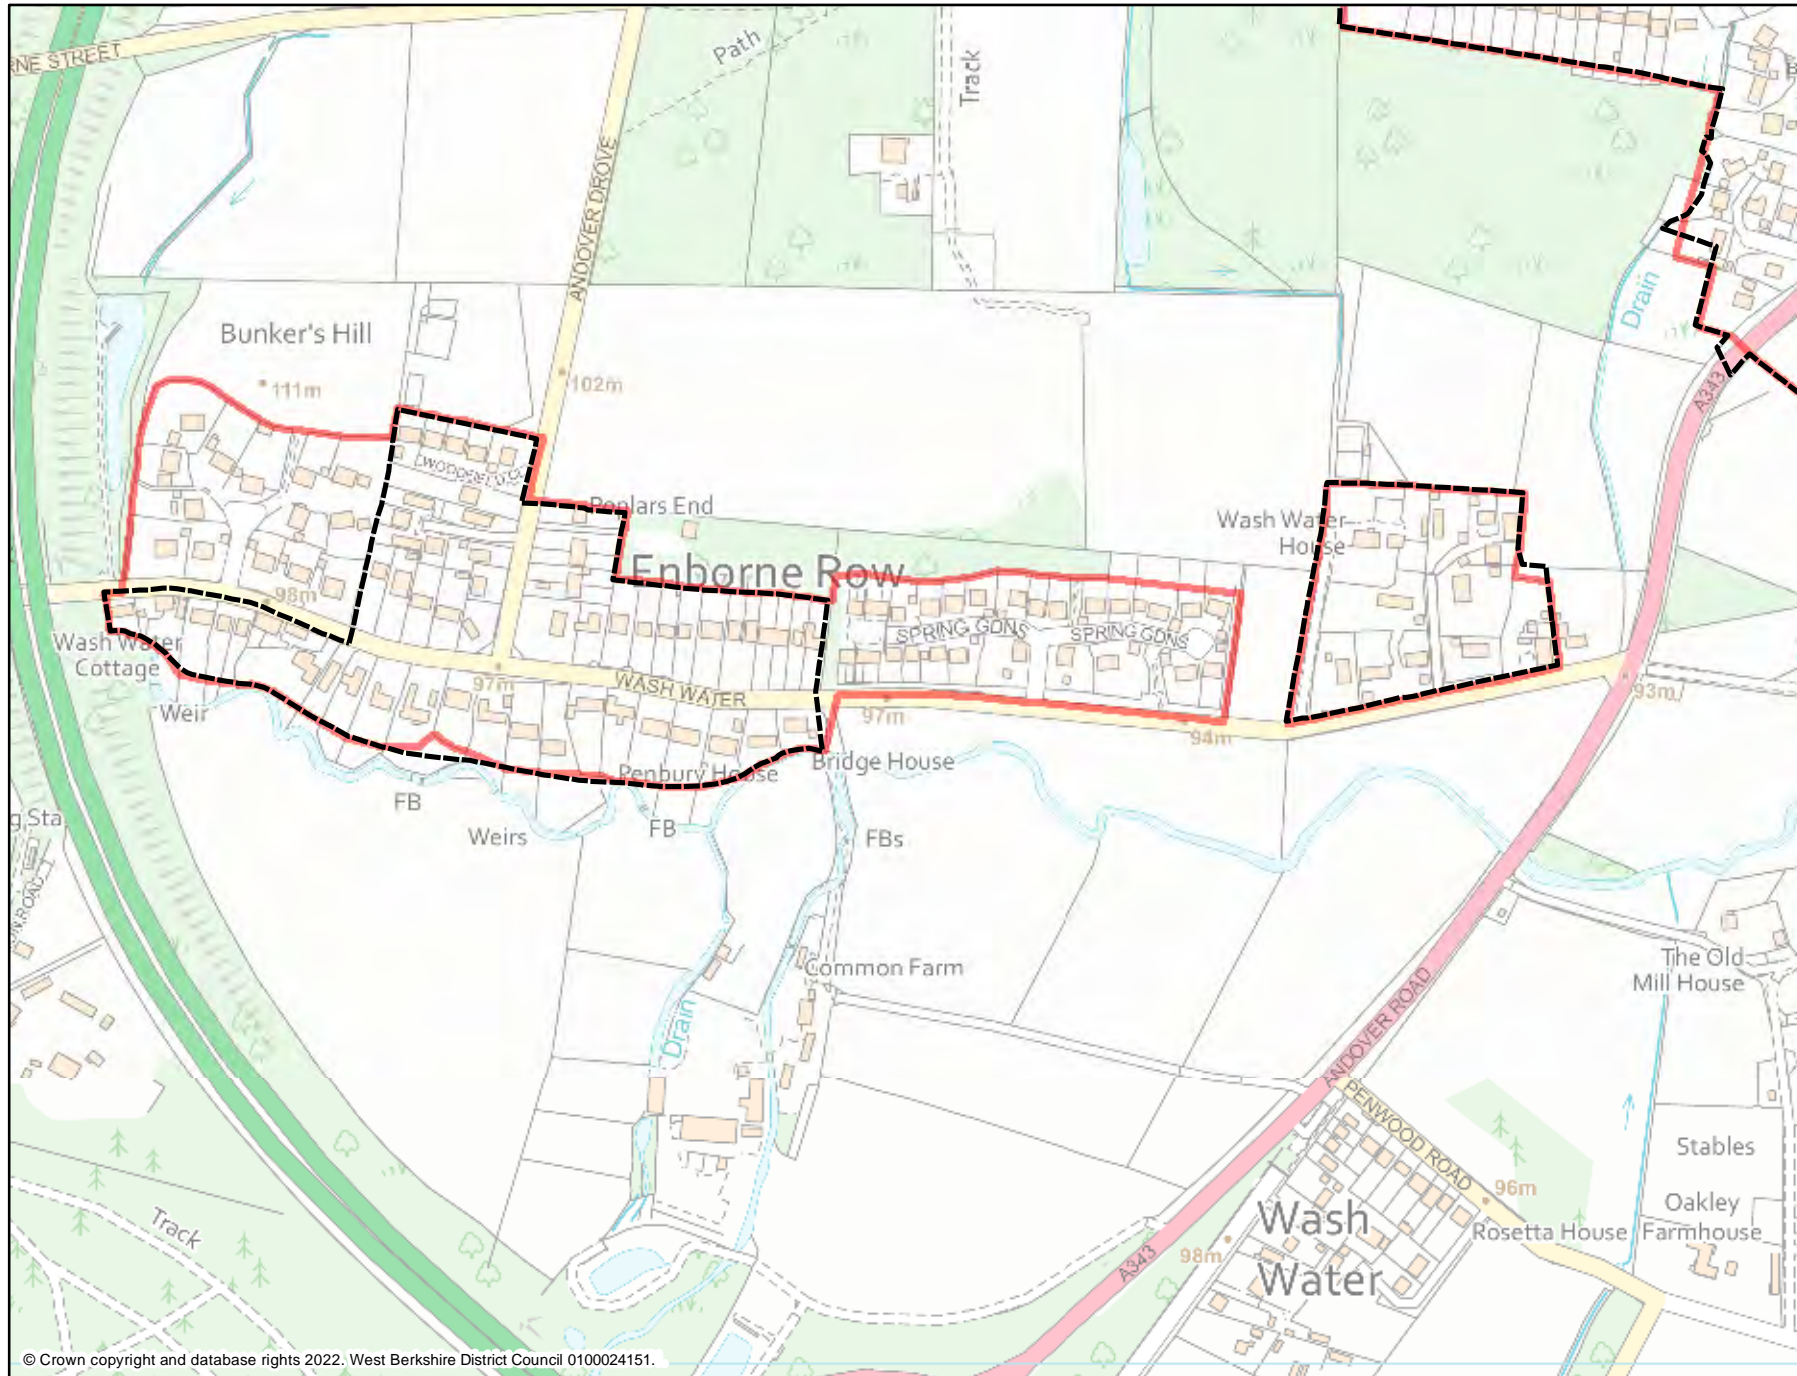 RNE STREET
Path
Track
ANDOVER DROVE
Drain
Bunker's Hill
111m
102m
A343
Poplars End
Wash Water
House
Enborne Row
SPRING GDNS
SPRING GDNS
98m
Wash Water
Cottage
97m
WASH WATER
97m
94m
93m
Weir
Penbury House
Bridge House
FB
Weirs
FB
FBs
g Sta
Common Farm
The Old
Mill House
Drain
ANDOVER ROAD
PENWOOD ROAD
Stables
96m
Oakley
Farmhouse
Rosetta House
Wash
Water
98m
A343
Track
© Crown copyright and database rights 2022. West Berkshire District Council 0100024151.